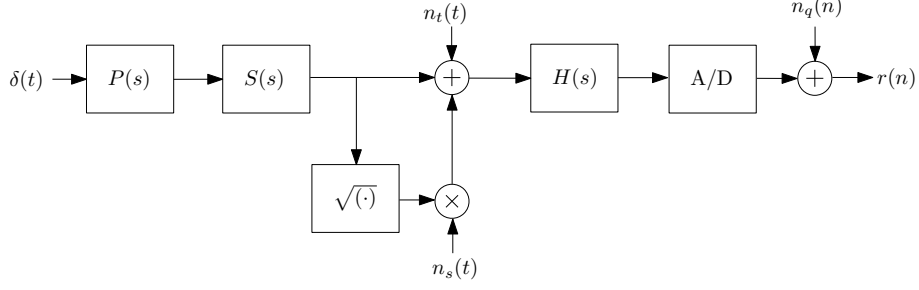 n_t(t)
n_q(n)
δ(t)
P(s)
S(s)
+
H(s)
A/D
+
r(n)
√(·)
×
n_s(t)